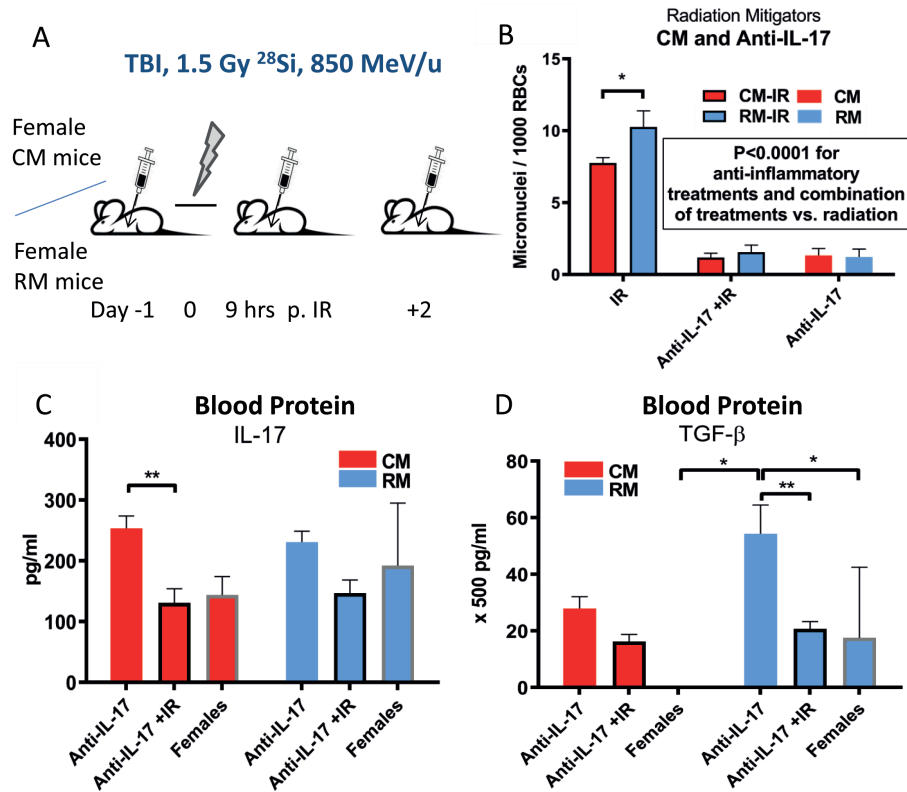 A
TBI, 1.5 Gy 28Si, 850 MeV/u
Female
CM mice
Female
RM mice
Day -1 0 9 hrs p. IR +2
B
Radiation Mitigators
CM and Anti-IL-17
Micronuclei / 1000 RBCs
15
10
5
0
*
CM-IR CM
RM-IR RM
P<0.0001 for
anti-inflammatory
treatments and combination
of treatments vs. radiation
IR
Anti-IL-17 +IR
Anti-IL-17
C
Blood Protein
IL-17
pg/ml
400
300
200
100
0
**
CM
RM
Anti-IL-17
Anti-IL-17 +IR
Females
Anti-IL-17
Anti-IL-17 +IR
Females
D
Blood Protein
TGF-β
x 500 pg/ml
80
60
40
20
0
CM
RM
*
*
**
Anti-IL-17
Anti-IL-17 +IR
Females
Anti-IL-17
Anti-IL-17 +IR
Females